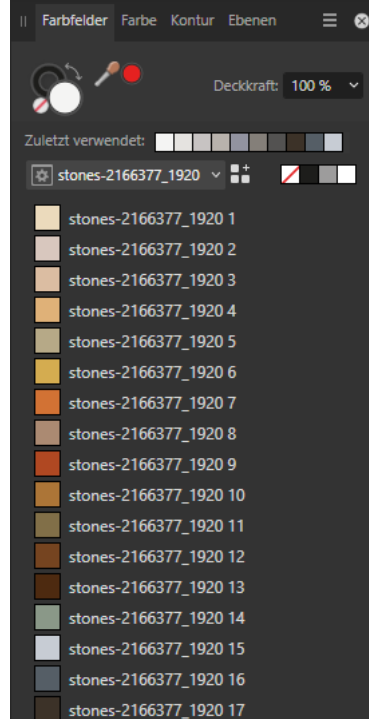 Farbfelder Farbe Kontur Ebenen
Deckkraft: 100 %
Zuletzt verwendet:
stones-2166377_1920
stones-2166377_1920 1
stones-2166377_1920 2
stones-2166377_1920 3
stones-2166377_1920 4
stones-2166377_1920 5
stones-2166377_1920 6
stones-2166377_1920 7
stones-2166377_1920 8
stones-2166377_1920 9
stones-2166377_1920 10
stones-2166377_1920 11
stones-2166377_1920 12
stones-2166377_1920 13
stones-2166377_1920 14
stones-2166377_1920 15
stones-2166377_1920 16
stones-2166377_1920 17